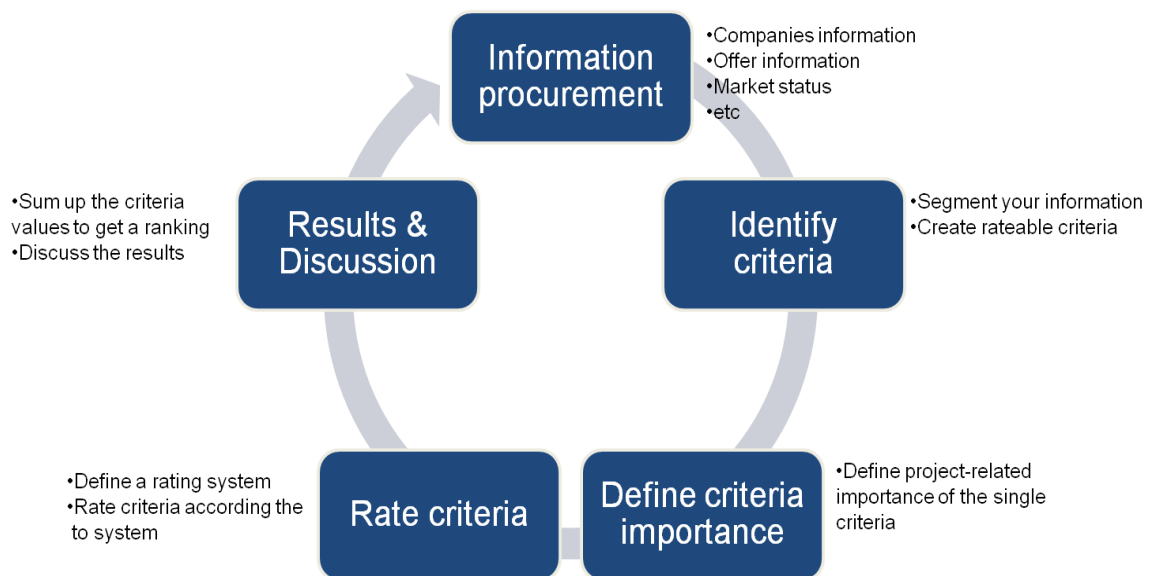 Information
procurement
•Companies information
•Offer information
•Market status
•etc
Identify
criteria
•Segment your information
•Create rateable criteria
Define criteria
importance
•Define project-related
importance of the single
criteria
Rate criteria
•Define a rating system
•Rate criteria according the
to system
Results &
Discussion
•Sum up the criteria
values to get a ranking
•Discuss the results